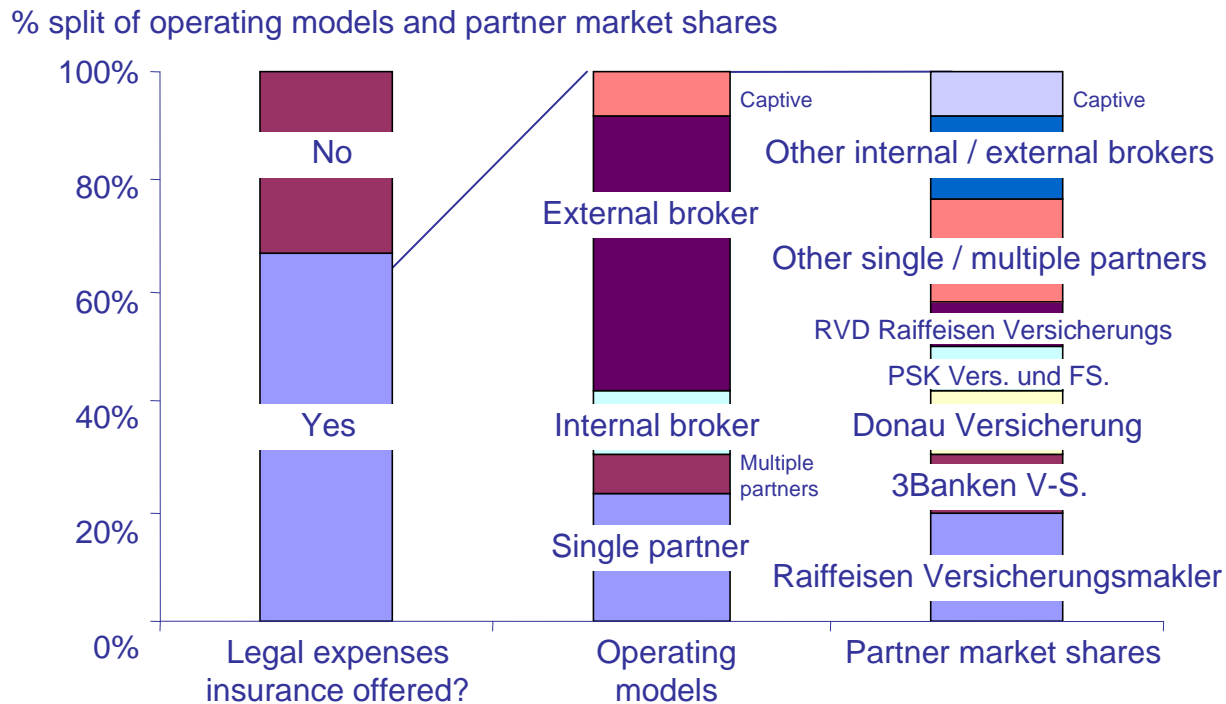 % split of operating models and partner market shares
100%
80%
60%
40%
20%
0%
No
Yes
Captive
External broker
Internal broker
Multiple
partners
Single partner
Captive
Other internal / external brokers
Other single / multiple partners
RVD Raiffeisen Versicherungs
PSK Vers. und FS.
Donau Versicherung
3Banken V-S.
Raiffeisen Versicherungsmakler
Legal expenses
insurance offered?
Operating
models
Partner market shares